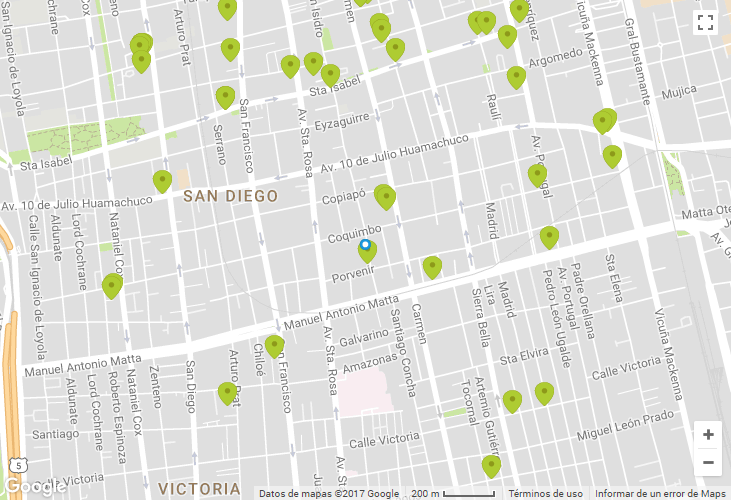 San Ignacio de Loyola
Cochrane
Cox
Arturo Prat
San Isidro
Carmen
Vicuña Mackenna
Gral Bustamante
Argomedo
Mujica
Sta Isabel
Eyzaguirre
Raulí
San Francisco
Serrano
Av. Sta. Rosa
Av. 10 de Julio Huamachuco
Av. Portugal
Sta Isabel
SAN DIEGO
Copiapó
Av. 10 de Julio Huamachuco
Madrid
Matta Ote
Calle San Ignacio de Loyola
Aldunate
Lord Cochrane
Nataniel Cox
Coquimbo
Porvenir
Sta Elena
Padre Orellana
Av. Portugal
Pedro León Ugalde
Madrid
Lira
Sierra Bella
Manuel Antonio Matta
Carmen
Santiago Concha
Galvarino
Amazonas
Av. Sta. Rosa
San Francisco
Chiloé
Arturo Prat
San Diego
Zenteno
Nataniel Cox
Roberto Espinoza
Lord Cochrane
Aldunate
Manuel Antonio Matta
Sta Elvira
Calle Victoria
Vicuña Mackenna
Tocornal
Miguel León Prado
Santiago
Calle Victoria
5
Calle Victoria
VICTORIA
Google
+
−
Datos de mapas ©2017 Google
200 m
Términos de uso
Informar de un error de Maps